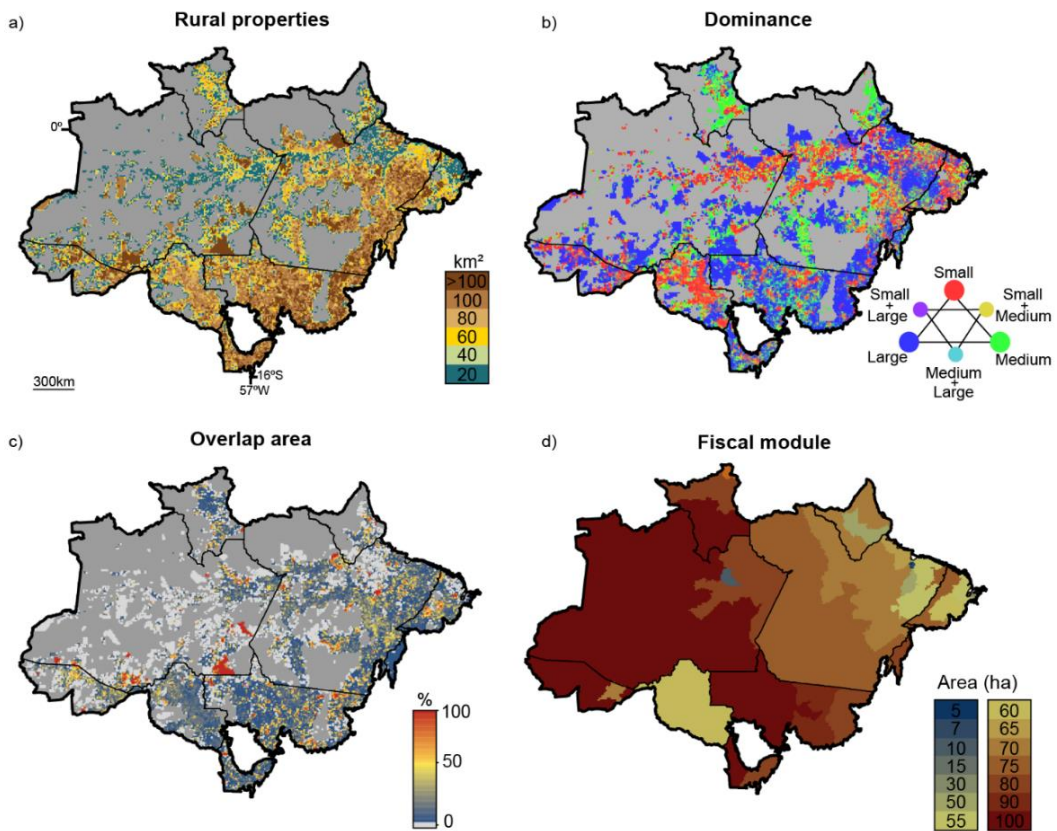 a) Rural properties
0º
300km
16ºS
57ºW
km²
>100
100
80
60
40
20
b) Dominance
Small
Small + Large
Small + Medium
Large
Medium
Medium + Large
c) Overlap area
%
100
50
0
d) Fiscal module
Area (ha)
5 60
7 65
10 70
15 75
30 80
50 90
55 100